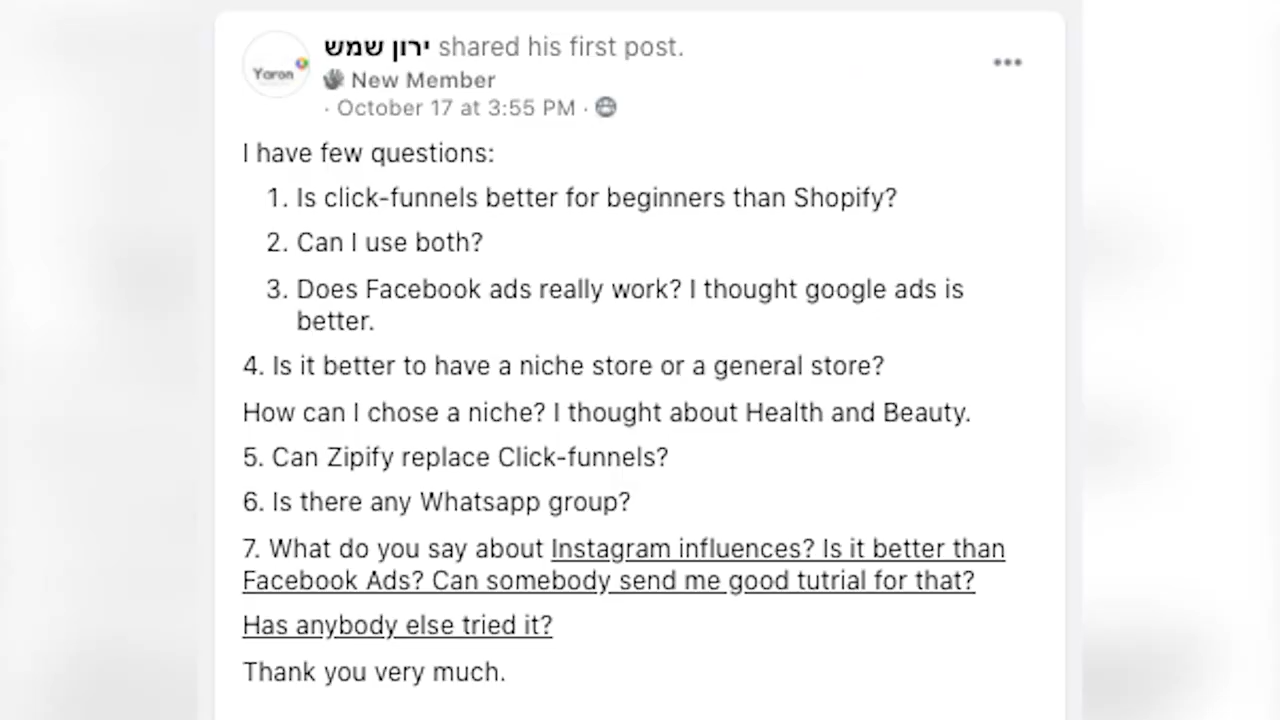 ירון שמש shared his first post.
Yaron
New Member
· October 17 at 3:55 PM ·
I have few questions:
1. Is click-funnels better for beginners than Shopify?
2. Can I use both?
3. Does Facebook ads really work? I thought google ads is
better.
4. Is it better to have a niche store or a general store?
How can I chose a niche? I thought about Health and Beauty.
5. Can Zipify replace Click-funnels?
6. Is there any Whatsapp group?
7. What do you say about Instagram influences? Is it better than
Facebook Ads? Can somebody send me good tutrial for that?
Has anybody else tried it?
Thank you very much.